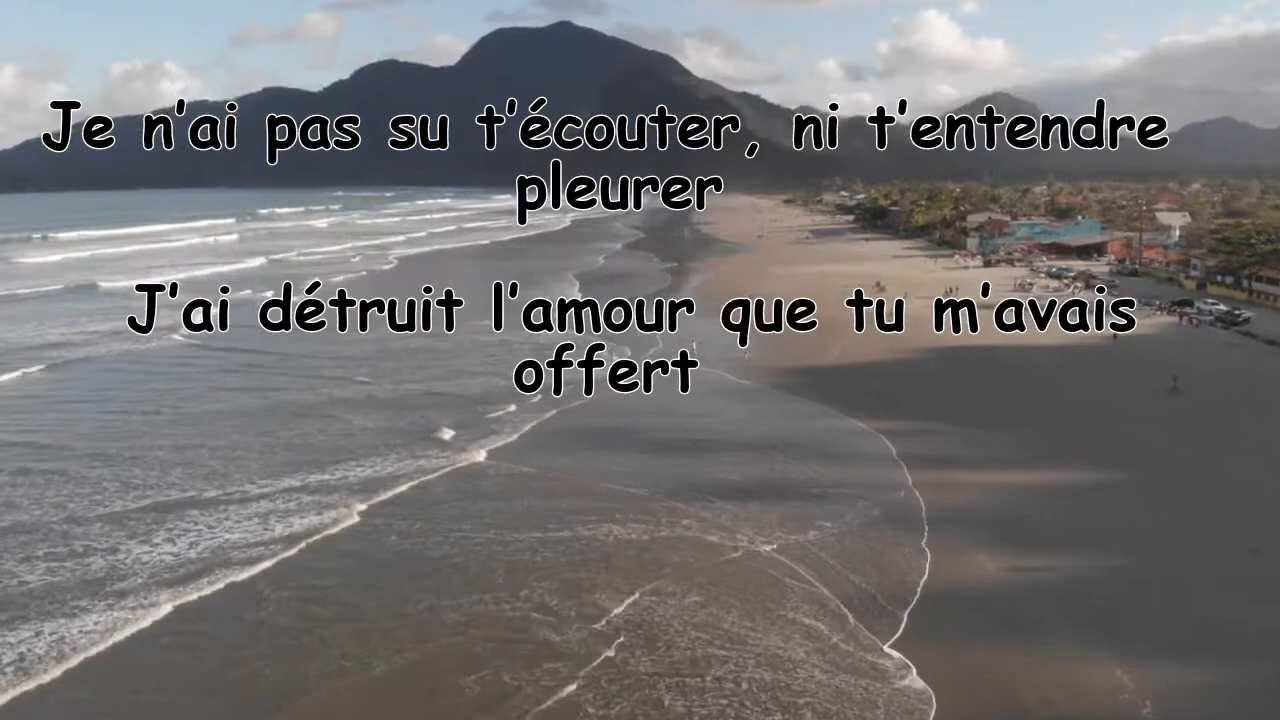 Je n'ai pas su t'écouter, ni t'entendre
pleurer
J'ai détruit l'amour que tu m'avais
offert